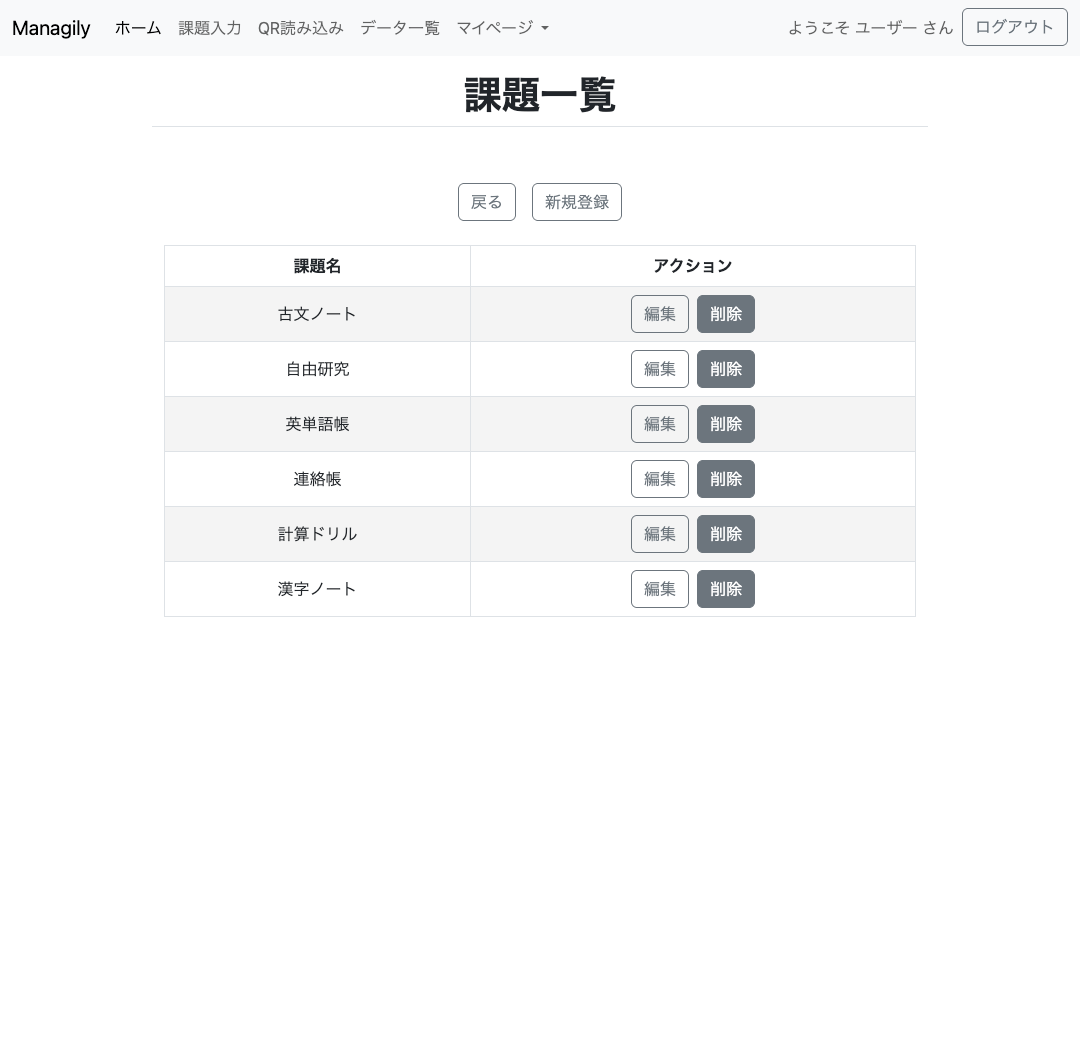 Managily ホーム 課題入力 QR読み込み データ一覧 マイページ ようこそ ユーザー さん ログアウト
課題一覧
戻る 新規登録
課題名 アクション
古文ノート 編集 削除
自由研究 編集 削除
英単語帳 編集 削除
連絡帳 編集 削除
計算ドリル 編集 削除
漢字ノート 編集 削除